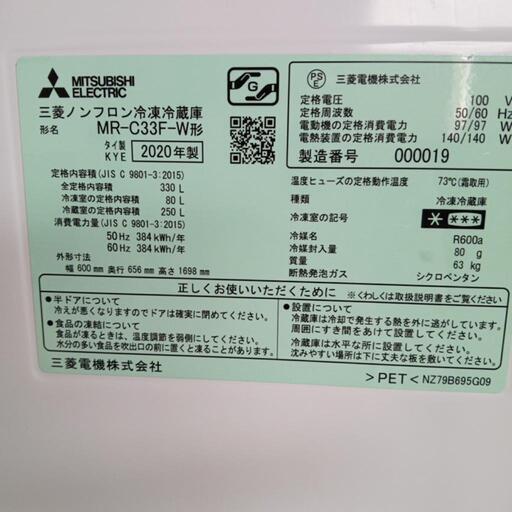 MITSUBISHI
ELECTRIC
三菱ノンフロン冷凍冷蔵庫
形名 MR-C33F-W形
タイ製
KYE 2020年製
定格内容積(JIS C 9801-3:2015)
全定格内容積 330 L
冷凍室の定格内容積 80 L
冷蔵室の定格内容積 250 L
消費電力量(JIS C 9801-3:2015)
50Hz 384 kWh/年
60Hz 384 kWh/年
外形寸法
幅 600 mm 奥行 656 mm 高さ 1698 mm
G
PS
E
三菱電機株式会社
定格電圧 100 V
定格周波数 50/60 Hz
電動機の定格消費電力 97/97 W
電熱装置の定格消費電力 140/140 W
製造番号 000019
温度ヒューズの定格動作温度 73℃(霜取用)
種類 冷凍冷蔵庫
冷凍室の記号 ****
冷媒名 R600a
冷媒封入量 80 g
質量 63 kg
断熱発泡ガス シクロペンタン
正しくお使いいただくために ※くわしくは取扱説明書をご覧ください。
●半ドアについて
冷えが悪くなりますのでドアは確実に閉めてください。
●食品の凍結について
凍るときは、温度調節を弱側にしてください。
水分の多い食品を吹出口の前に置くと凍ることがあります。
●設置について
冷蔵庫は冷却で発生する熱を外に逃がしています。
周囲にすき間をあけて設置してください。
冷蔵庫は水平な所に設置してください。
沈みやすい場所は下に丈夫な板を敷いてください。
三菱電機株式会社
>PET< NZ79B695G09